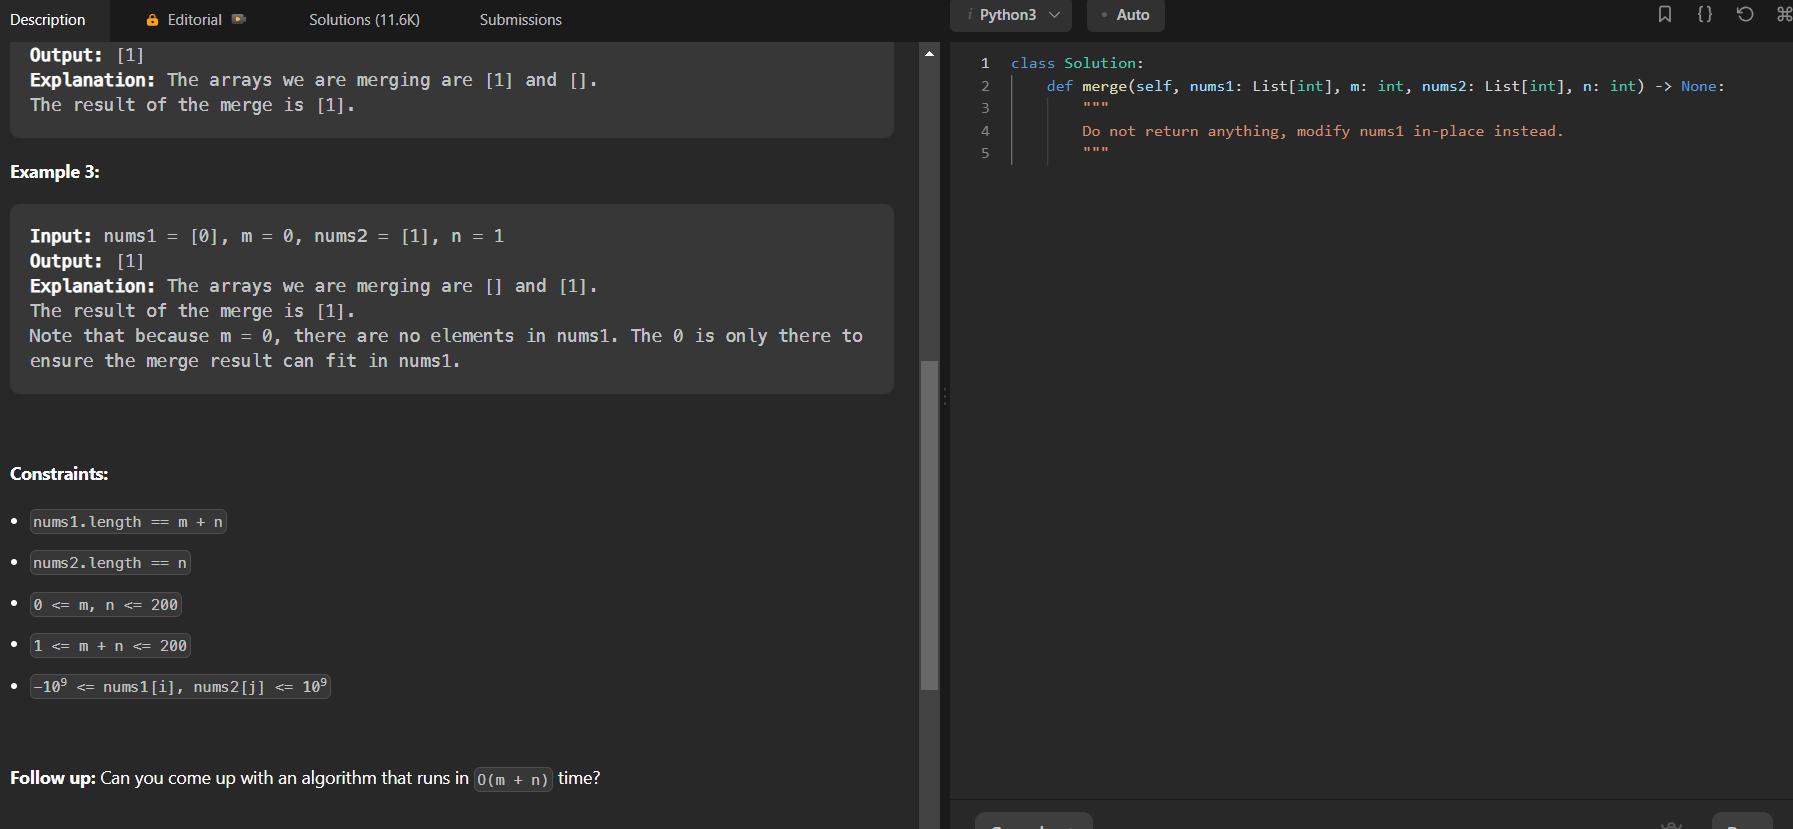 Description
Editorial
Solutions (11.6K)
Submissions
Output: [1]
Explanation: The arrays we are merging are [1] and [].
The result of the merge is [1].
Example 3:
Input: nums1 = [0], m = 0, nums2 = [1], n = 1
Output: [1]
Explanation: The arrays we are merging are [] and [1].
The result of the merge is [1].
Note that because m = 0, there are no elements in nums1. The 0 is only there to
ensure the merge result can fit in nums1.
Constraints:
• nums1.length == m + n
• nums2.length == n
• 0 <= m, n <= 200
• 1 <= m + n <= 200
• -10⁹ <= nums1[i], nums2[j] <= 10⁹
Follow up: Can you come up with an algorithm that runs in O(m + n) time?
i Python3
• Auto
1 class Solution:
2 def merge(self, nums1: List[int], m: int, nums2: List[int], n: int) -> None:
3 """
4 Do not return anything, modify nums1 in-place instead.
5 """